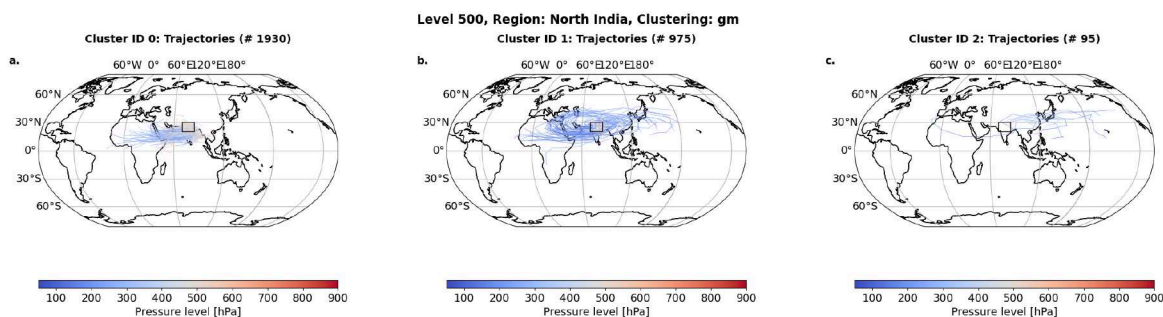 Level 500, Region: North India, Clustering: gm
Cluster ID 0: Trajectories (# 1930)
Cluster ID 1: Trajectories (# 975)
Cluster ID 2: Trajectories (# 95)
a.
60°W 0° 60°E120°E180°
60°N
30°N
0°
30°S
60°S
100 200 300 400 500 600 700 800 900
Pressure level [hPa]
b.
60°W 0° 60°E120°E180°
60°N
30°N
0°
30°S
60°S
100 200 300 400 500 600 700 800 900
Pressure level [hPa]
c.
60°W 0° 60°E120°E180°
60°N
30°N
0°
30°S
60°S
100 200 300 400 500 600 700 800 900
Pressure level [hPa]